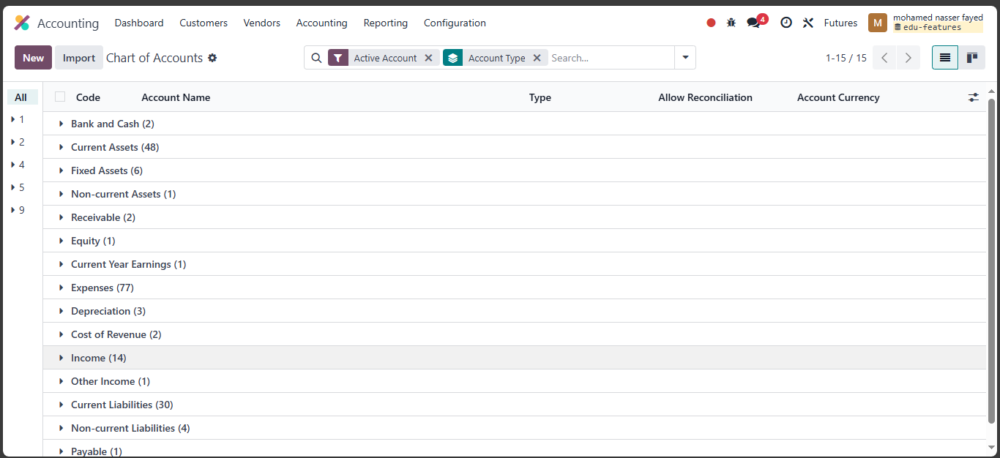 Accounting Dashboard Customers Vendors Accounting Reporting Configuration 4 Futures M mohamed nasser fayed
edu-features
New Import Chart of Accounts Active Account Account Type Search... 1-15 / 15
All Code Account Name Type Allow Reconciliation Account Currency
1
2
4
5
9
Bank and Cash (2)
Current Assets (48)
Fixed Assets (6)
Non-current Assets (1)
Receivable (2)
Equity (1)
Current Year Earnings (1)
Expenses (77)
Depreciation (3)
Cost of Revenue (2)
Income (14)
Other Income (1)
Current Liabilities (30)
Non-current Liabilities (4)
Payable (1)